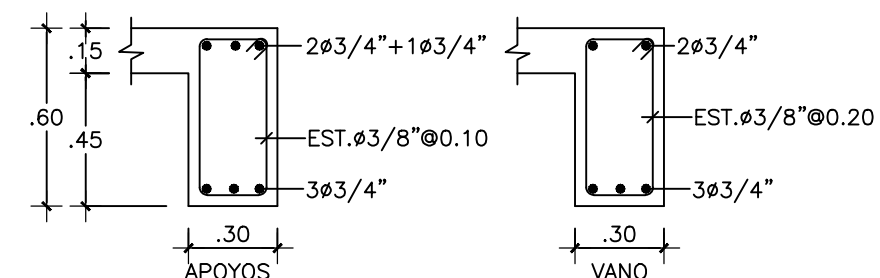 .15
.60
.45
2ø3/4”+1ø3/4”
EST.ø3/8”@0.10
3ø3/4”
.30
APOYOS
2ø3/4”
EST.ø3/8”@0.20
3ø3/4”
.30
VANO